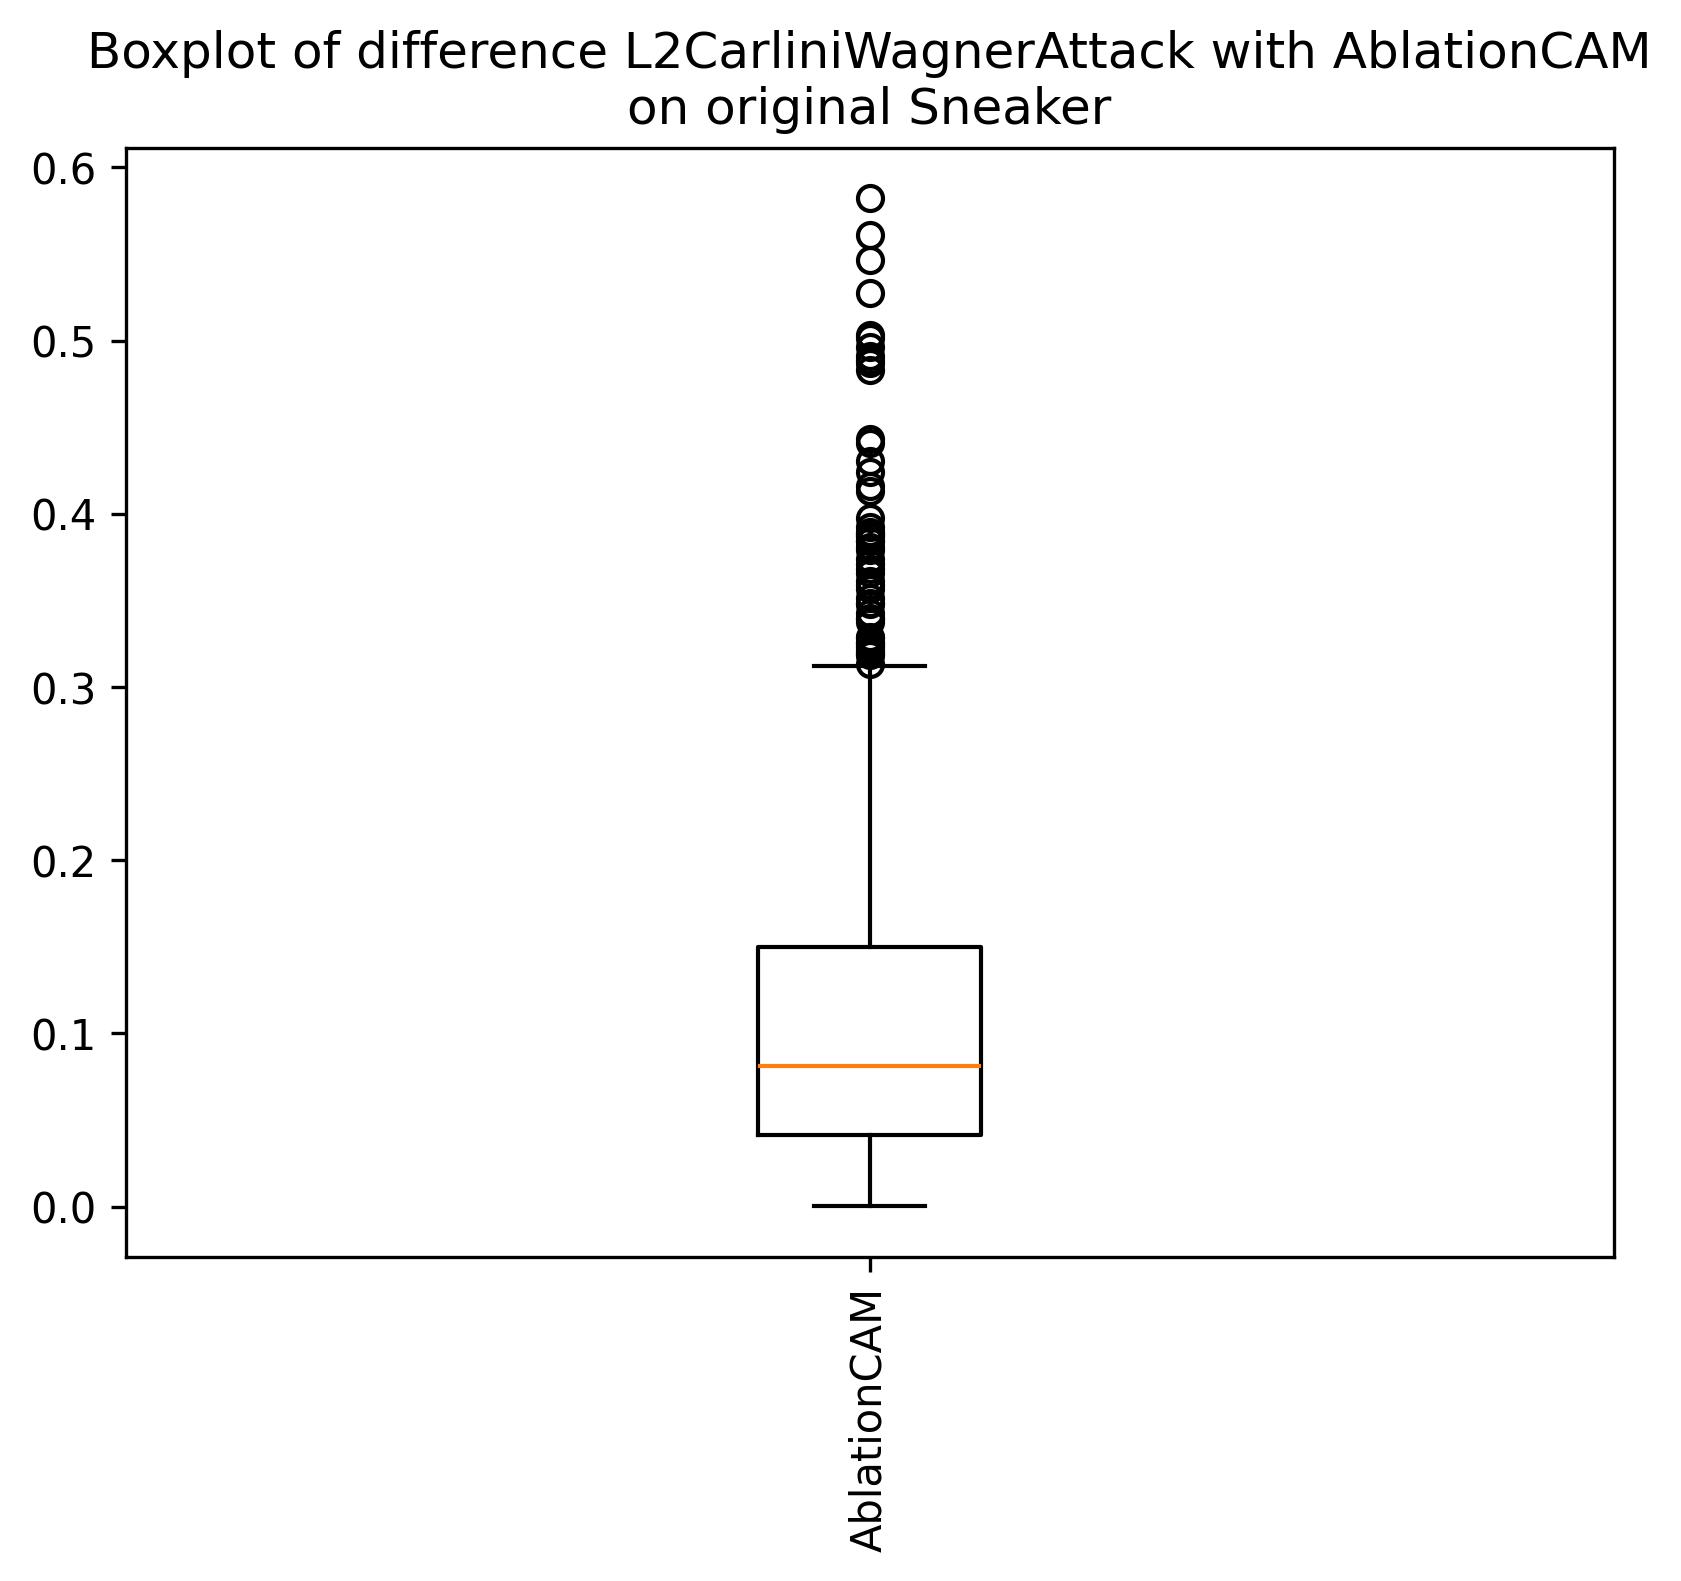 Boxplot of difference L2CarliniWagnerAttack with AblationCAM
on original Sneaker
0.6
0.5
0.4
0.3
0.2
0.1
0.0
AblationCAM